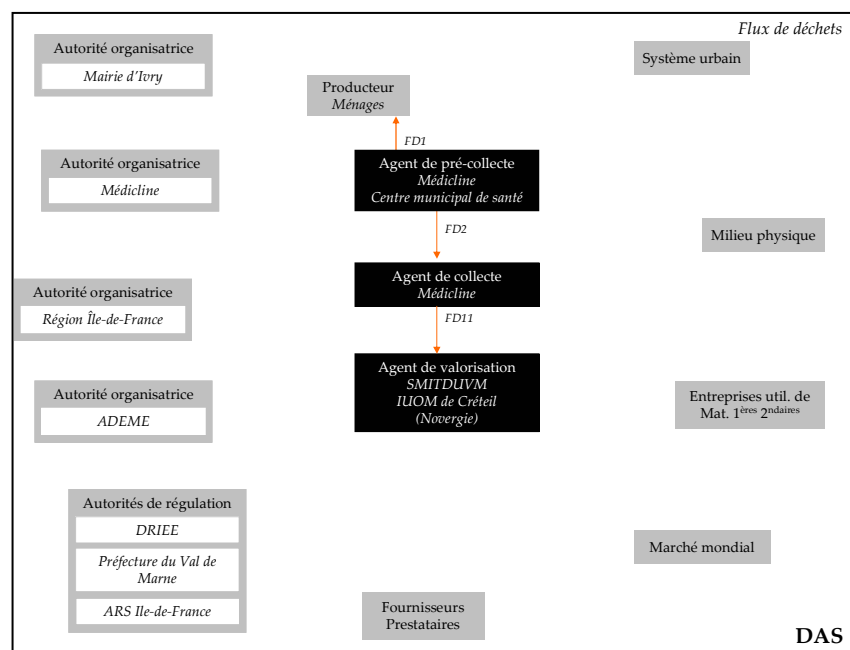 Flux de déchets
Autorité organisatrice
Mairie d'Ivry
Système urbain
Producteur
Ménages
FD1
Autorité organisatrice
Médicline
Agent de pré-collecte
Médicline
Centre municipal de santé
FD2
Milieu physique
Agent de collecte
Médicline
Autorité organisatrice
Région Île-de-France
FD11
Agent de valorisation
SMITDUVM
IUOM de Créteil
(Novergie)
Autorité organisatrice
ADEME
Entreprises util. de
Mat. 1ères 2ndaires
Autorités de régulation
DRIEE
Préfecture du Val de
Marne
ARS Ile-de-France
Marché mondial
Fournisseurs
Prestataires
DAS